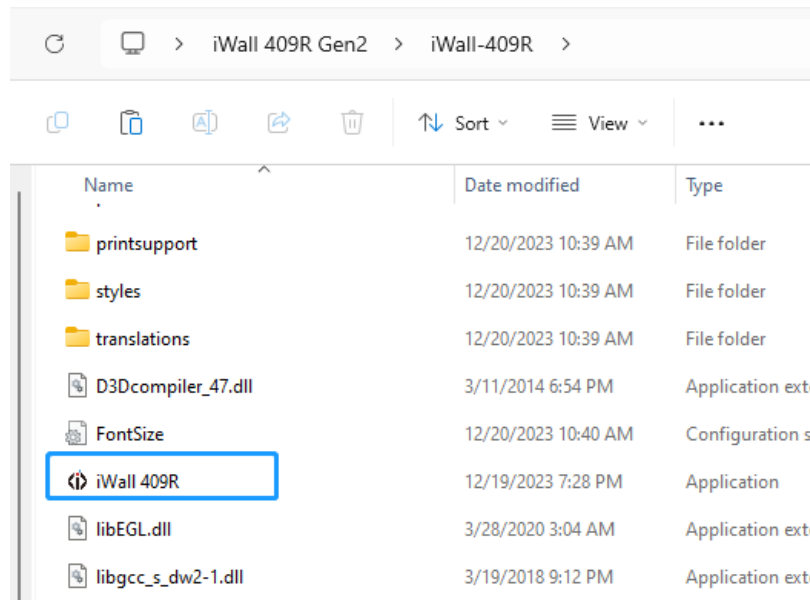 iWall 409R Gen2 > iWall-409R >
Sort View ...
Name Date modified Type
printsupport 12/20/2023 10:39 AM File folder
styles 12/20/2023 10:39 AM File folder
translations 12/20/2023 10:39 AM File folder
D3Dcompiler_47.dll 3/11/2014 6:54 PM Application ext
FontSize 12/20/2023 10:40 AM Configuration s
iWall 409R 12/19/2023 7:28 PM Application
libEGL.dll 3/28/2020 3:04 AM Application ext
libgcc_s_dw2-1.dll 3/19/2018 9:12 PM Application ext